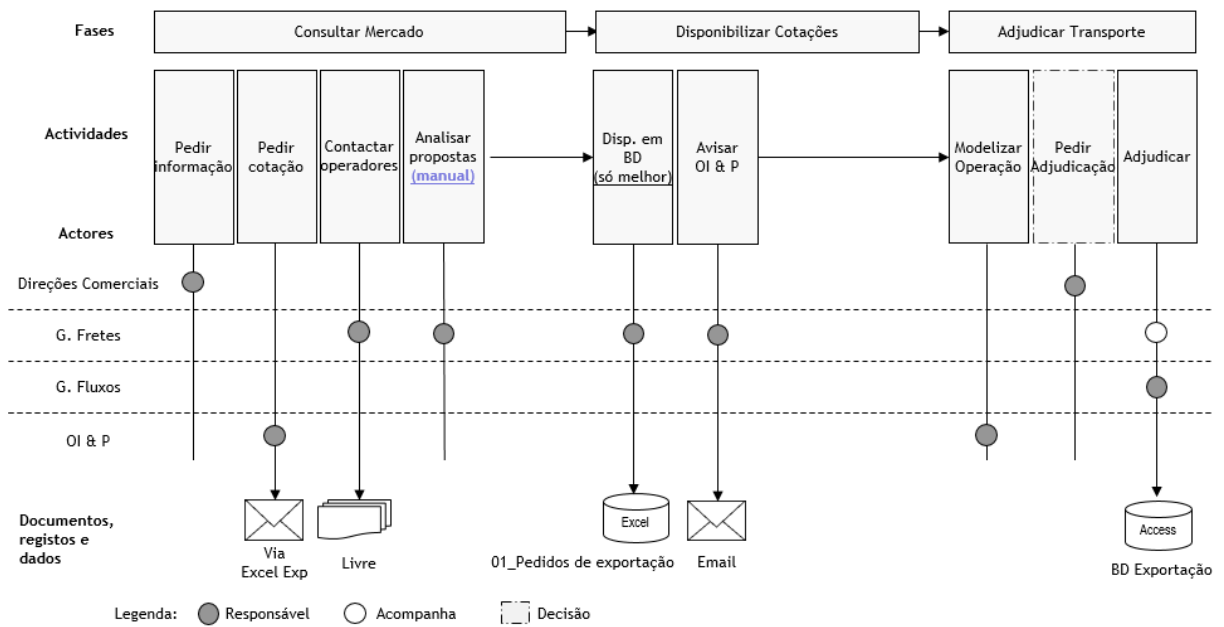 Fases
Consultar Mercado
Disponibilizar Cotações
Adjudicar Transporte
Actividades
Pedir
informação
Pedir
cotação
Contactar
operadores
Analisar
propostas
(manual)
Disp. em
BD
(só melhor)
Avisar
OI & P
Modelizar
Operação
Pedir
Adjudicação
Adjudicar
Actores
Direções Comerciais
G. Fretes
G. Fluxos
OI & P
Documentos,
registos e
dados
Via
Excel Exp
Livre
Excel
01_Pedidos de exportação
Email
Access
BD Exportação
Legenda:
Responsável
Acompanha
Decisão